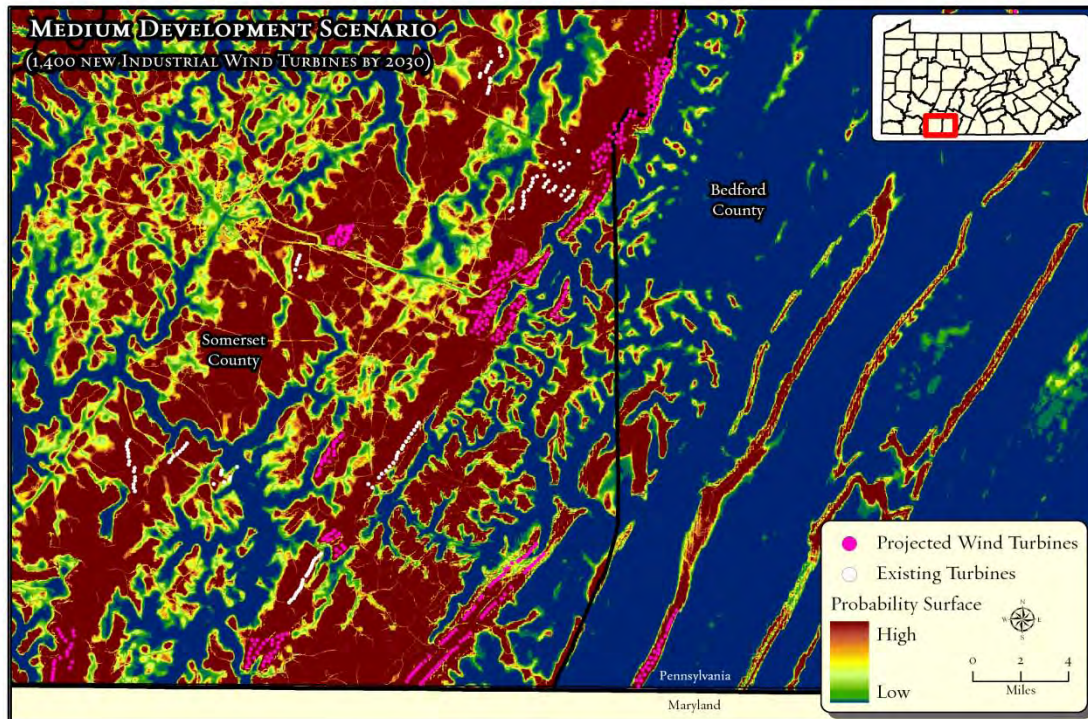 MEDIUM DEVELOPMENT SCENARIO
(1,400 NEW INDUSTRIAL WIND TURBINES BY 2030)
Bedford
County
Somerset
County
Projected Wind Turbines
Existing Turbines
Probability Surface
High
Low
N
W E
S
0 2 4
Miles
Pennsylvania
Maryland